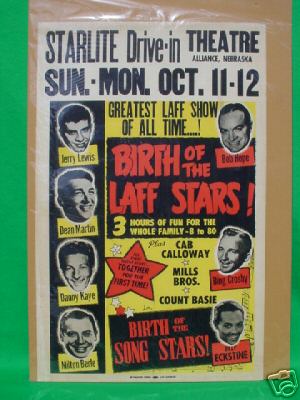 STARLITE Drive-in THEATRE
ALLIANCE, NEBRASKA
SUN.-MON. OCT. 11-12
GREATEST LAFF SHOW
OF ALL TIME....!
Jerry Lewis
Bob Hope
BIRTH OF
THE
LAFF STARS!
Dean Martin
3 HOURS OF FUN FOR THE
WHOLE FAMILY-8 to 80
Plus CAB
CALLOWAY
MILLS
BROS.
COUNT BASIE
TOGETHER
FOR THE
FIRST TIME!
Danny Kaye
Bing Crosby
BIRTH OF
THE
SONG STARS!
Milton Berle
ECKSTINE